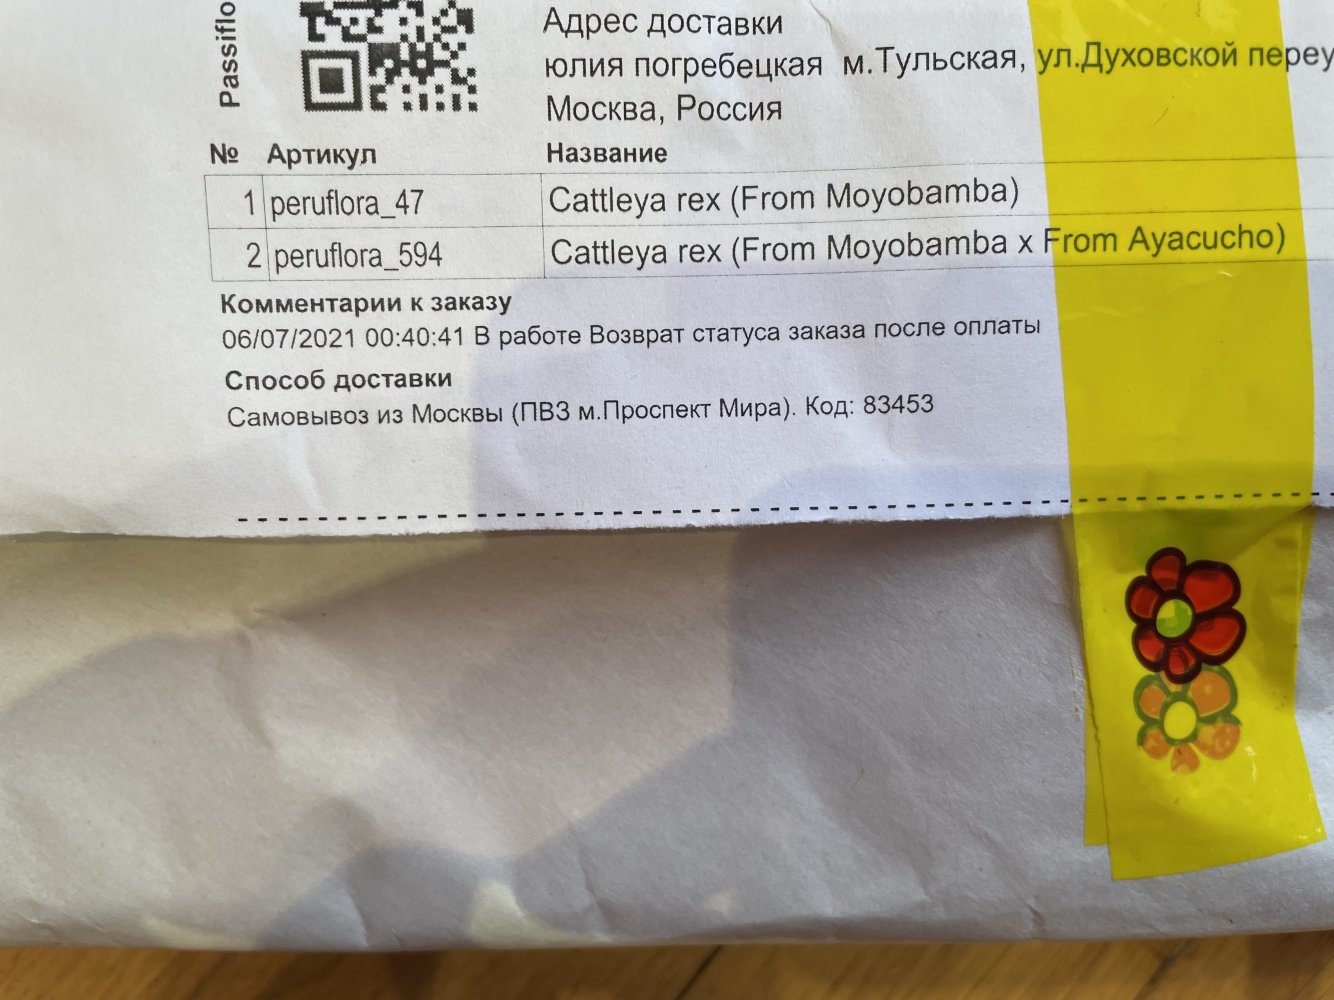 Passiflo
Адрес доставки
юлия погребецкая м.Тульская, ул.Духовской переу
Москва, Россия
№ Артикул Название
1 peruflora_47 Cattleya rex (From Moyobamba)
2 peruflora_594 Cattleya rex (From Moyobamba x From Ayacucho)
Комментарии к заказу
06/07/2021 00:40:41 В работе Возврат статуса заказа после оплаты
Способ доставки
Самовывоз из Москвы (ПВЗ м.Проспект Мира). Код: 83453